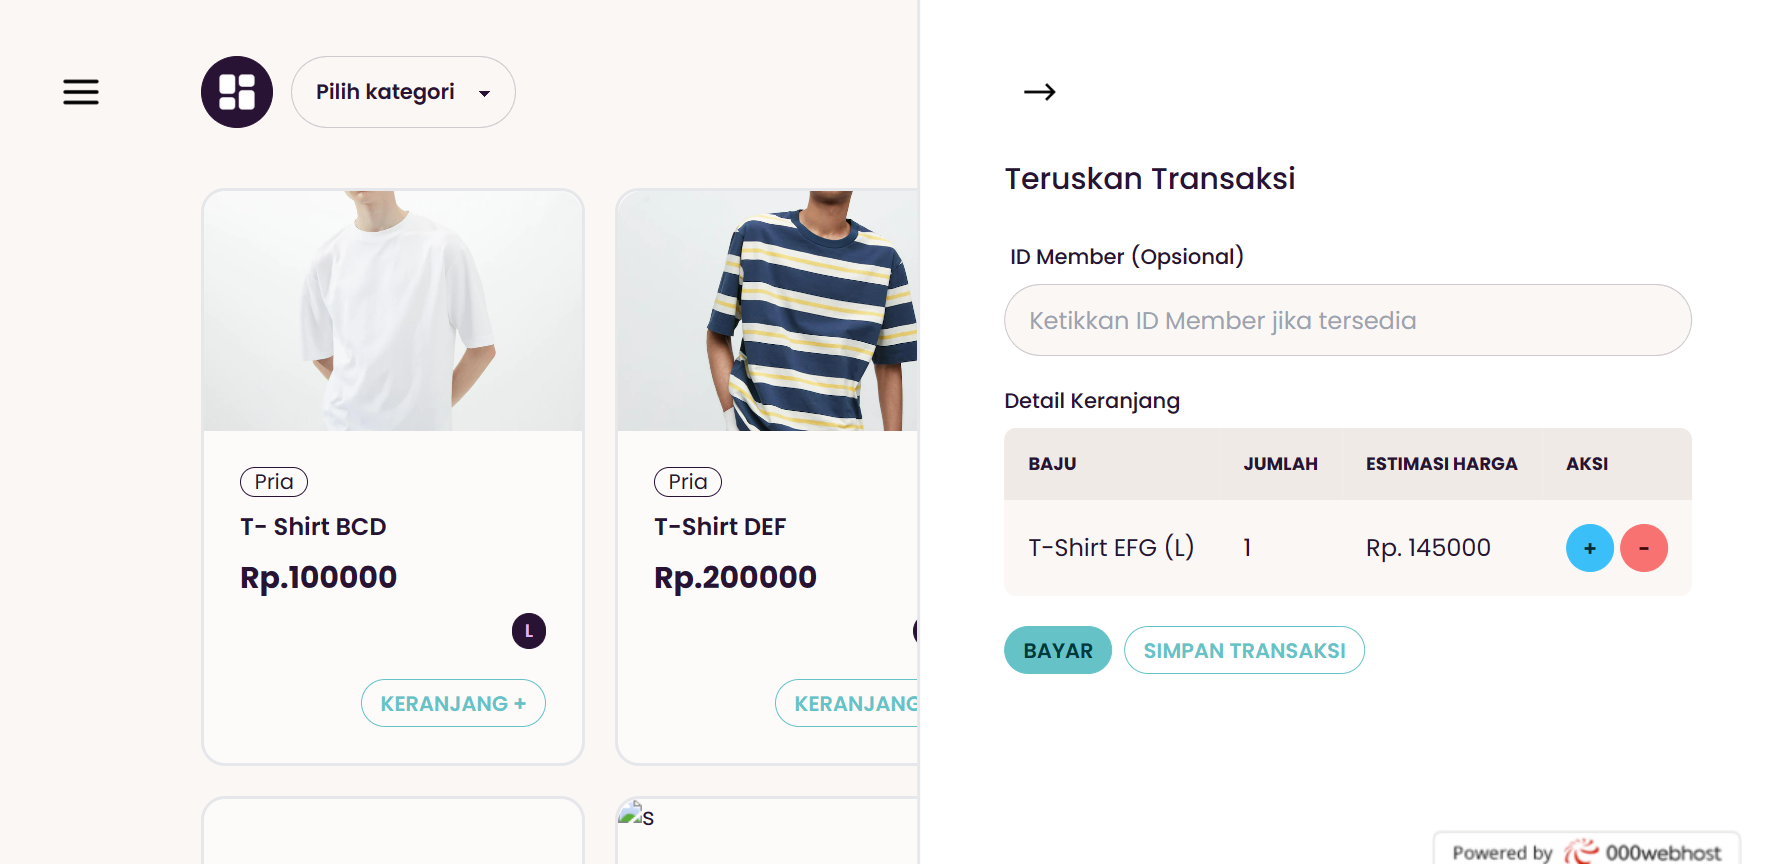 Pilih kategori
Pria
T- Shirt BCD
Rp.100000
L
KERANJANG +
Pria
T-Shirt DEF
Rp.200000
KERANJANG
s
Teruskan Transaksi
ID Member (Opsional)
Ketikkan ID Member jika tersedia
Detail Keranjang
BAJU JUMLAH ESTIMASI HARGA AKSI
T-Shirt EFG (L) 1 Rp. 145000 + -
BAYAR SIMPAN TRANSAKSI
Powered by 000webhost